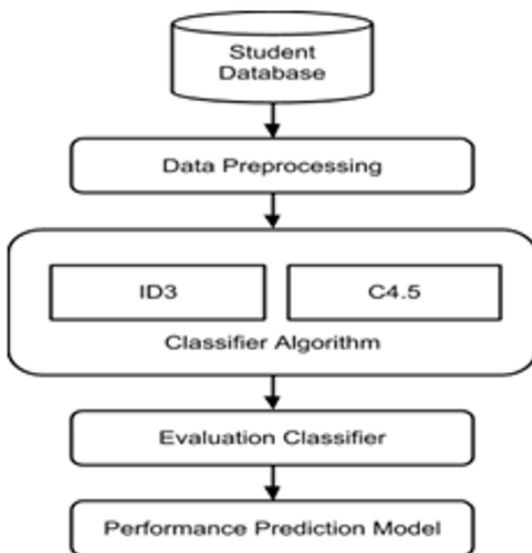 Student
Database
Data Preprocessing
ID3
C4.5
Classifier Algorithm
Evaluation Classifier
Performance Prediction Model